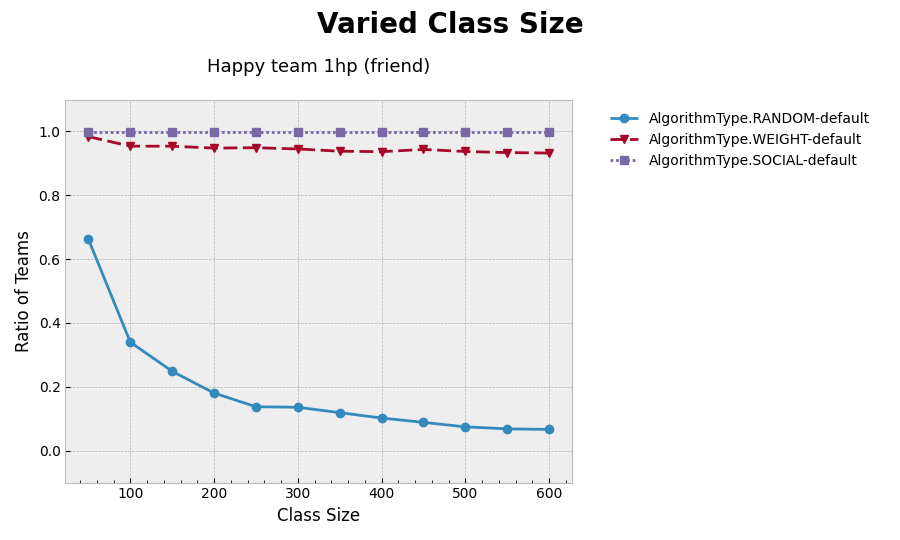 Varied Class Size
Happy team 1hp (friend)
Ratio of Teams
1.0
0.8
0.6
0.4
0.2
0.0
100 200 300 400 500 600
Class Size
AlgorithmType.RANDOM-default
AlgorithmType.WEIGHT-default
AlgorithmType.SOCIAL-default